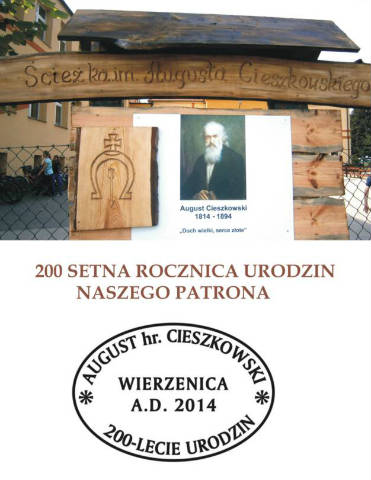 Ścieżka im. Augusta Cieszkowskiego
August Cieszkowski
1814 - 1894
„Duch wielki, serce złote"
200 SETNA ROCZNICA URODZIN
NASZEGO PATRONA
AUGUST hr. CIESZKOWSKI
* WIERZENICA *
A.D. 2014
200-LECIE URODZIN